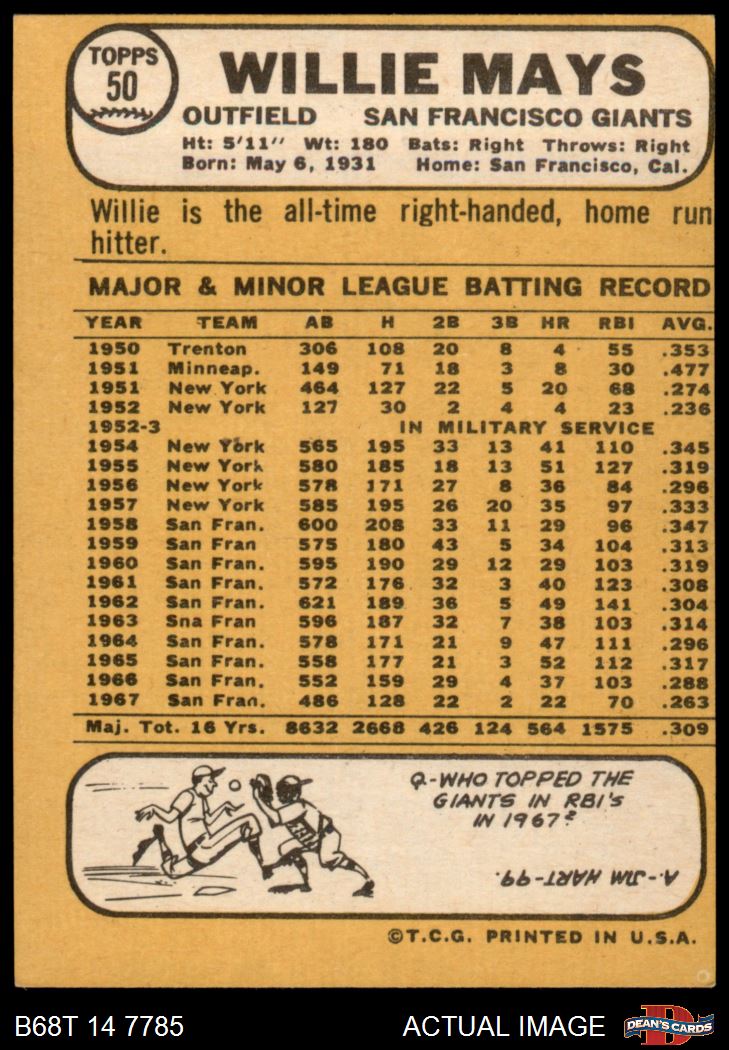 TOPPS
50
WILLIE MAYS
OUTFIELD SAN FRANCISCO GIANTS
Ht: 5'11" Wt: 180 Bats: Right Throws: Right
Born: May 6, 1931 Home: San Francisco, Cal.
Willie is the all-time right-handed, home run
hitter.
MAJOR & MINOR LEAGUE BATTING RECORD
YEAR TEAM AB H 2B 3B HR RBI AVG.
1950 Trenton 306 108 20 8 4 55 .353
1951 Minneap. 149 71 18 3 8 30 .477
1951 New York 464 127 22 5 20 68 .274
1952 New York 127 30 2 4 4 23 .236
1952-3 IN MILITARY SERVICE
1954 New York 565 195 33 13 41 110 .345
1955 New York 580 185 18 13 51 127 .319
1956 New York 578 171 27 8 36 84 .296
1957 New York 585 195 26 20 35 97 .333
1958 San Fran. 600 208 33 11 29 96 .347
1959 San Fran 575 180 43 5 34 104 .313
1960 San Fran. 595 190 29 12 29 103 .319
1961 San Fran. 572 176 32 3 40 123 .308
1962 San Fran. 621 189 36 5 49 141 .304
1963 Sna Fran 596 187 32 7 38 103 .314
1964 San Fran. 578 171 21 9 47 111 .296
1965 San Fran. 558 177 21 3 52 112 .317
1966 San Fran. 552 159 29 4 37 103 .288
1967 San Fran. 486 128 22 2 22 70 .263
Maj. Tot. 16 Yrs. 8632 2668 426 124 564 1575 .309
Q-WHO TOPPED THE
GIANTS IN RBI'S
IN 1967?
A.-JIM HART-99.
©T.C.G. PRINTED IN U.S.A.
B68T 14 7785 ACTUAL IMAGE
DEAN'S CARDS